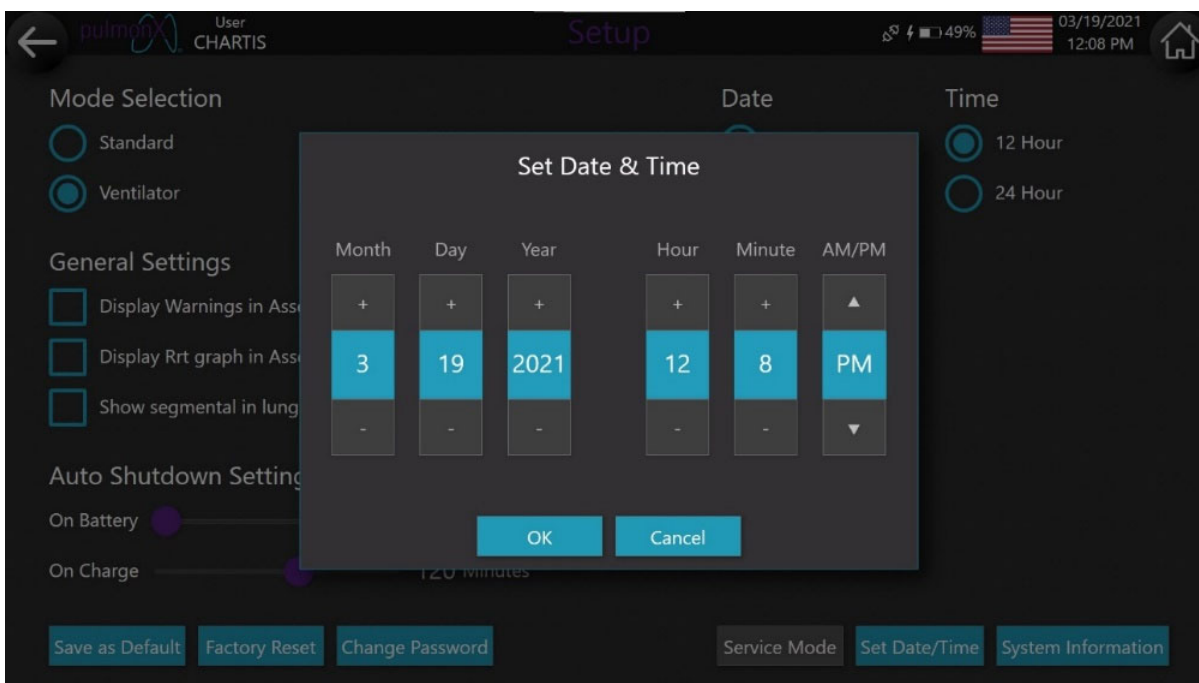 pulmonX
User
CHARTIS
Setup
49%
03/19/2021
12:08 PM
Mode Selection
Date
Time
Standard
12 Hour
Ventilator
24 Hour
Set Date & Time
Month Day Year Hour Minute AM/PM
+ + + + + ▲
3 19 2021 12 8 PM
- - - - - ▼
General Settings
Display Warnings in
Display Rrt graph in
Show segmental in lung
Auto Shutdown
On Battery
On Charge
120 Minutes
OK Cancel
Save as Default Factory Reset Change Password Service Mode Set Date/Time System Information